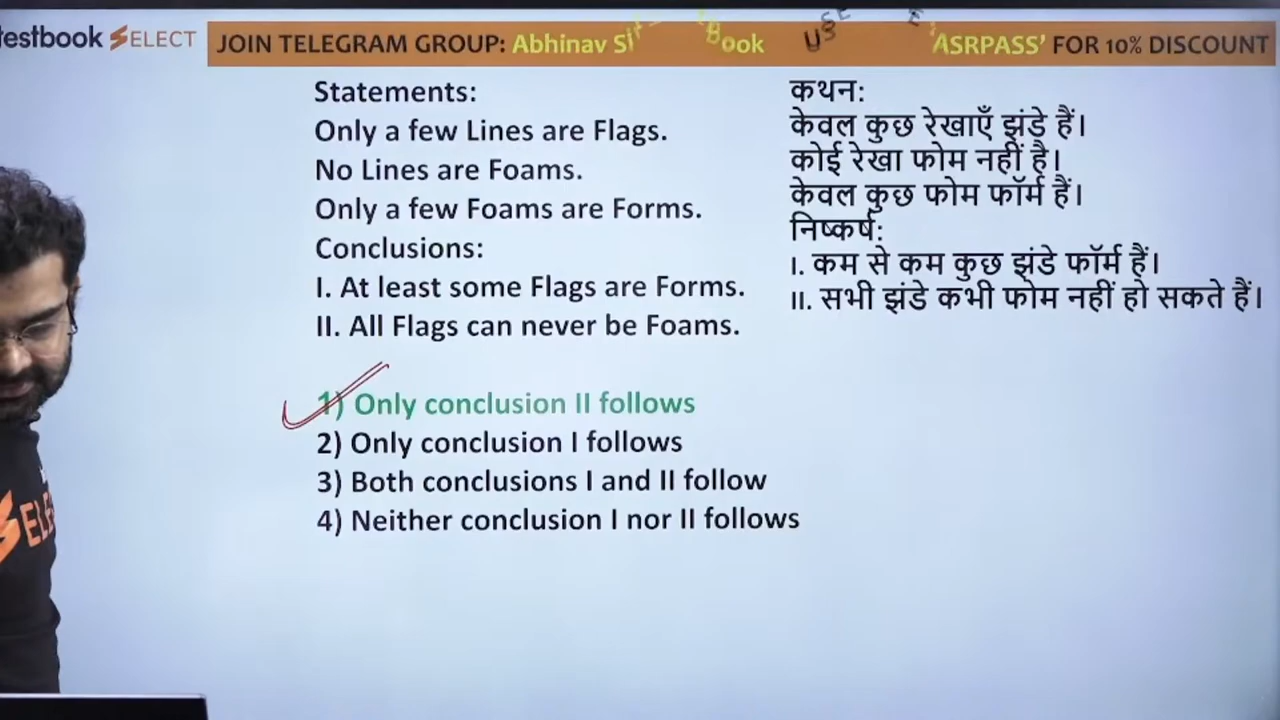 testbook SELECT
JOIN TELEGRAM GROUP: Abhinav
'ASRPASS' FOR 10% DISCOUNT
Statements:
Only a few Lines are Flags.
No Lines are Foams.
Only a few Foams are Forms.
Conclusions:
I. At least some Flags are Forms.
II. All Flags can never be Foams.
1) Only conclusion II follows
2) Only conclusion I follows
3) Both conclusions I and II follow
4) Neither conclusion I nor II follows
कथन:
केवल कुछ रेखाएँ झंडे हैं।
कोई रेखा फोम नहीं है।
केवल कुछ फोम फॉर्म हैं।
निष्कर्ष:
I. कम से कम कुछ झंडे फॉर्म हैं।
II. सभी झंडे कभी फोम नहीं हो सकते हैं।